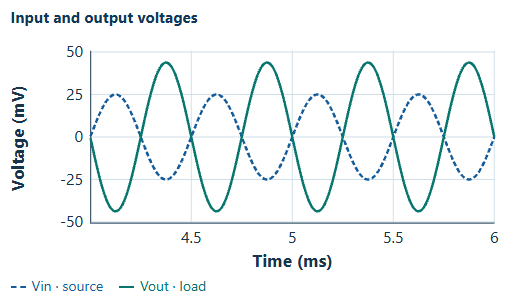 Input and output voltages
Voltage (mV)
50
25
0
-25
-50
4.5 5 5.5 6
Time (ms)
Vin · source Vout · load